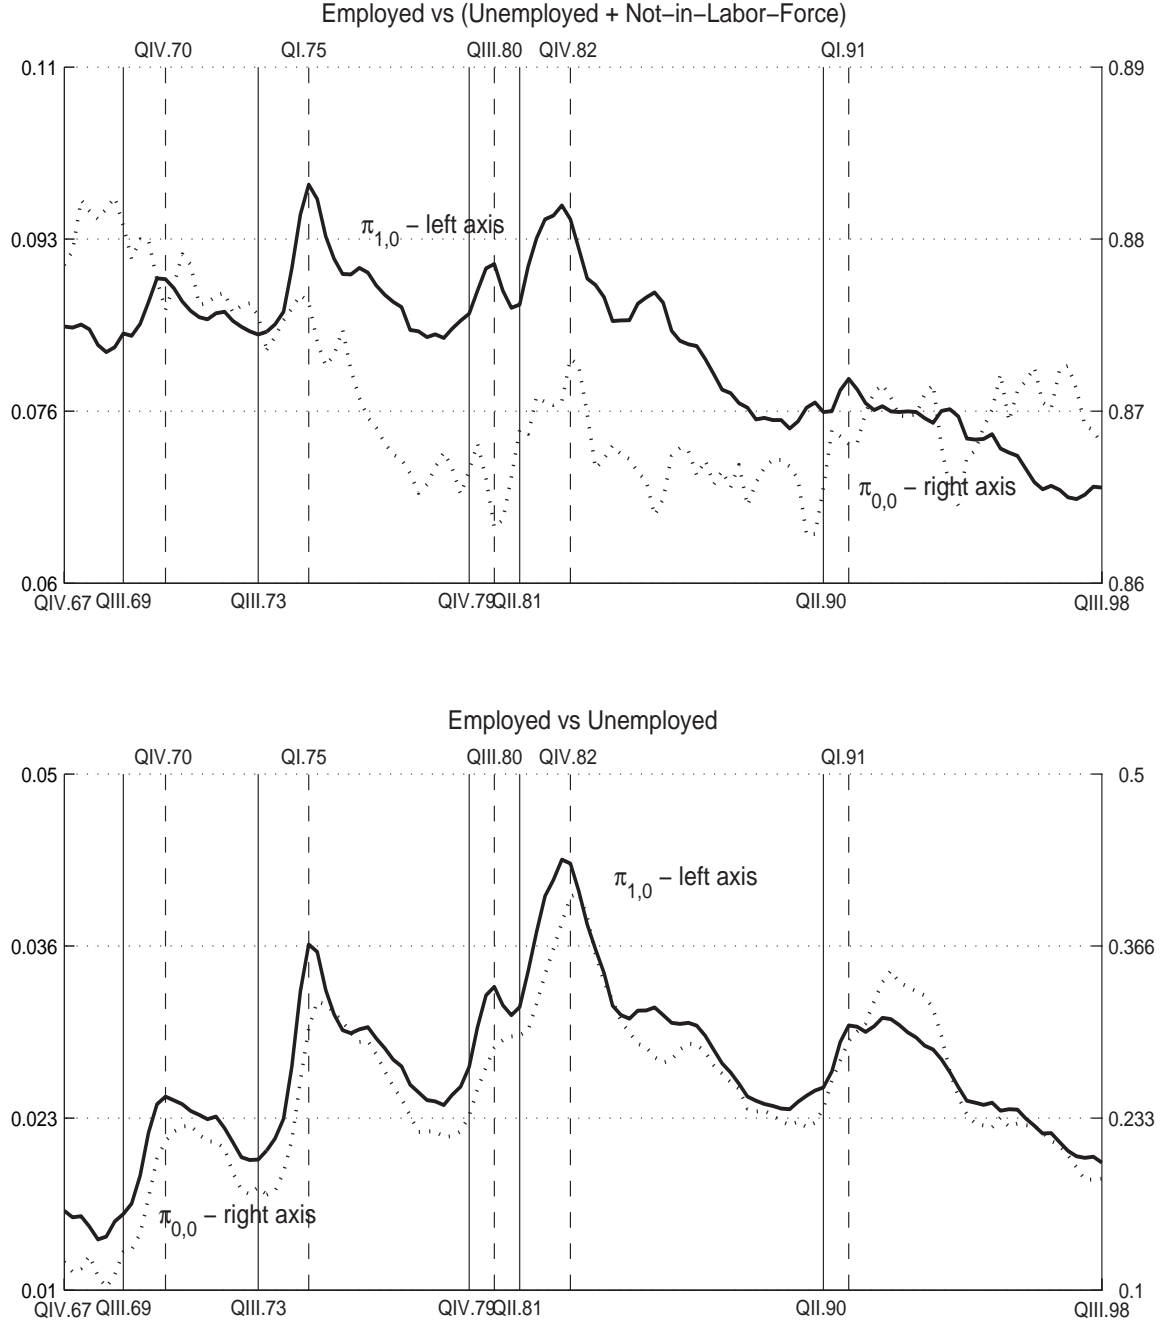 Employed vs (Unemployed + Not−in−Labor−Force)
QIV.70 QI.75 QIII.80 QIV.82 QI.91
0.11 0.89
π1,0 − left axis
0.093 0.88
0.076 0.87
π0,0 − right axis
0.06 0.86
QIV.67 QIII.69 QIII.73 QIV.79 QII.81 QII.90 QIII.98
Employed vs Unemployed
QIV.70 QI.75 QIII.80 QIV.82 QI.91
0.05 0.5
π1,0 − left axis
0.036 0.366
0.023 0.233
π0,0 − right axis
0.01 0.1
QIV.67 QIII.69 QIII.73 QIV.79 QII.81 QII.90 QIII.98